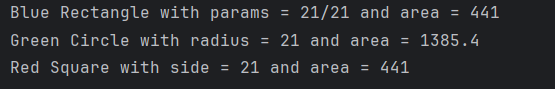 Blue Rectangle with params = 21/21 and area = 441
Green Circle with radius = 21 and area = 1385.4
Red Square with side = 21 and area = 441